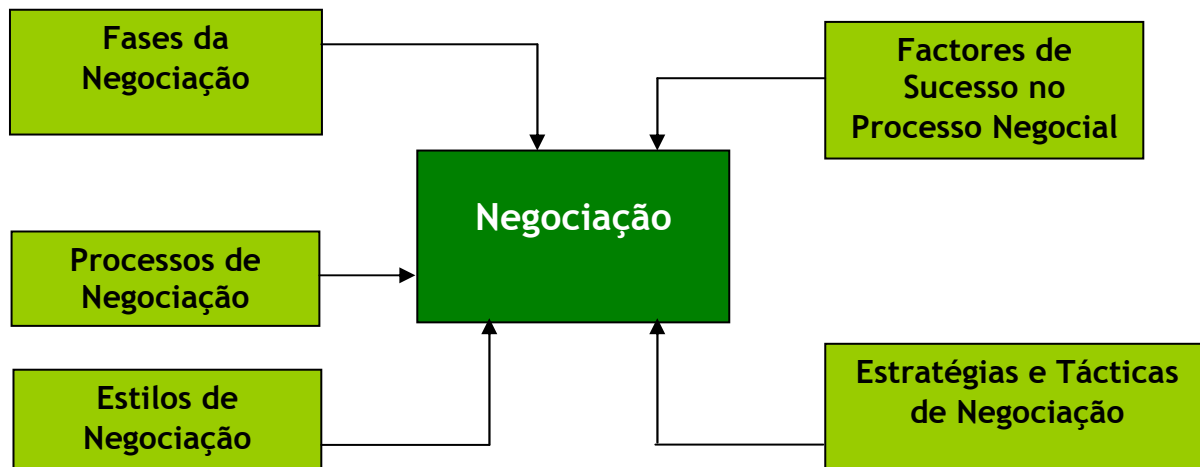 Fases da
Negociação
Factores de
Sucesso no
Processo Negocial
Negociação
Processos de
Negociação
Estilos de
Negociação
Estratégias e Tácticas
de Negociação